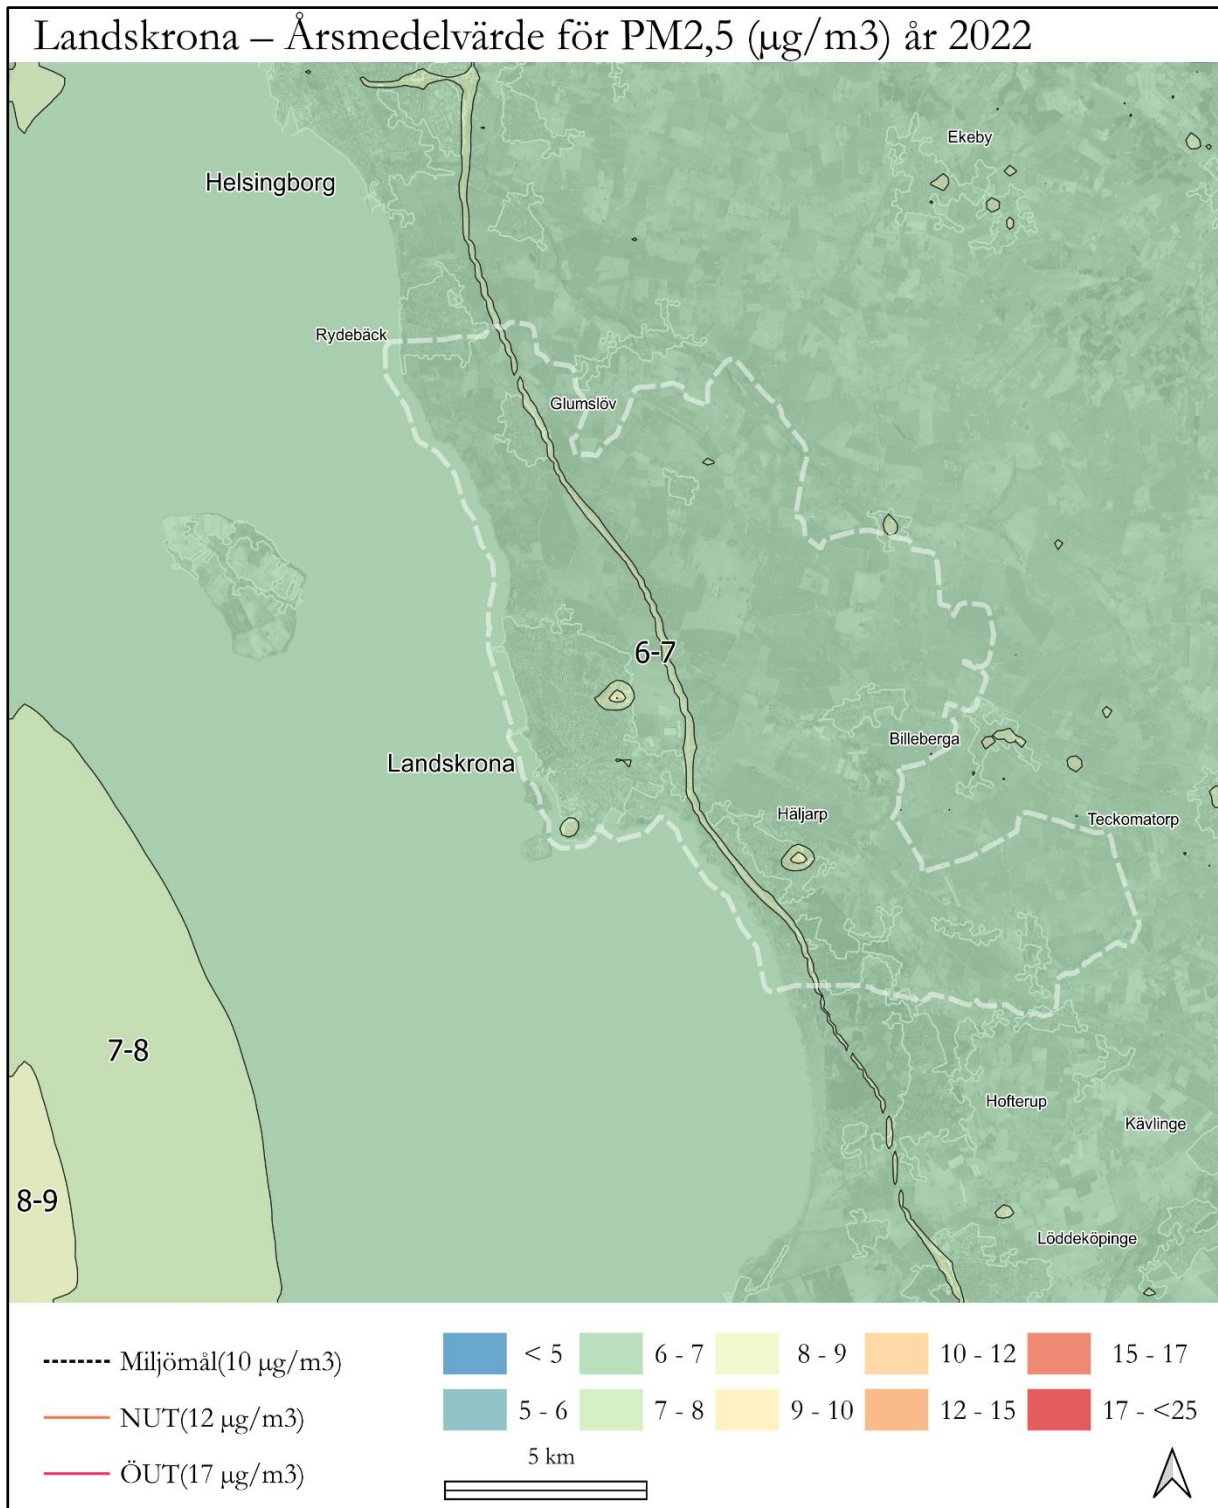 Landskrona – Årsmedelvärde för PM2,5 (µg/m3) år 2022
Ekeby
Helsingborg
Rydebäck
Glumslöv
6-7
Billeberga
Landskrona
Häljarp
Teckomatorp
7-8
Hofterup
Kävlinge
8-9
Löddeköpinge
Miljömål(10 µg/m3)
NUT(12 µg/m3)
ÖUT(17 µg/m3)
< 5
6 - 7
8 - 9
10 - 12
15 - 17
5 - 6
7 - 8
9 - 10
12 - 15
17 - <25
5 km